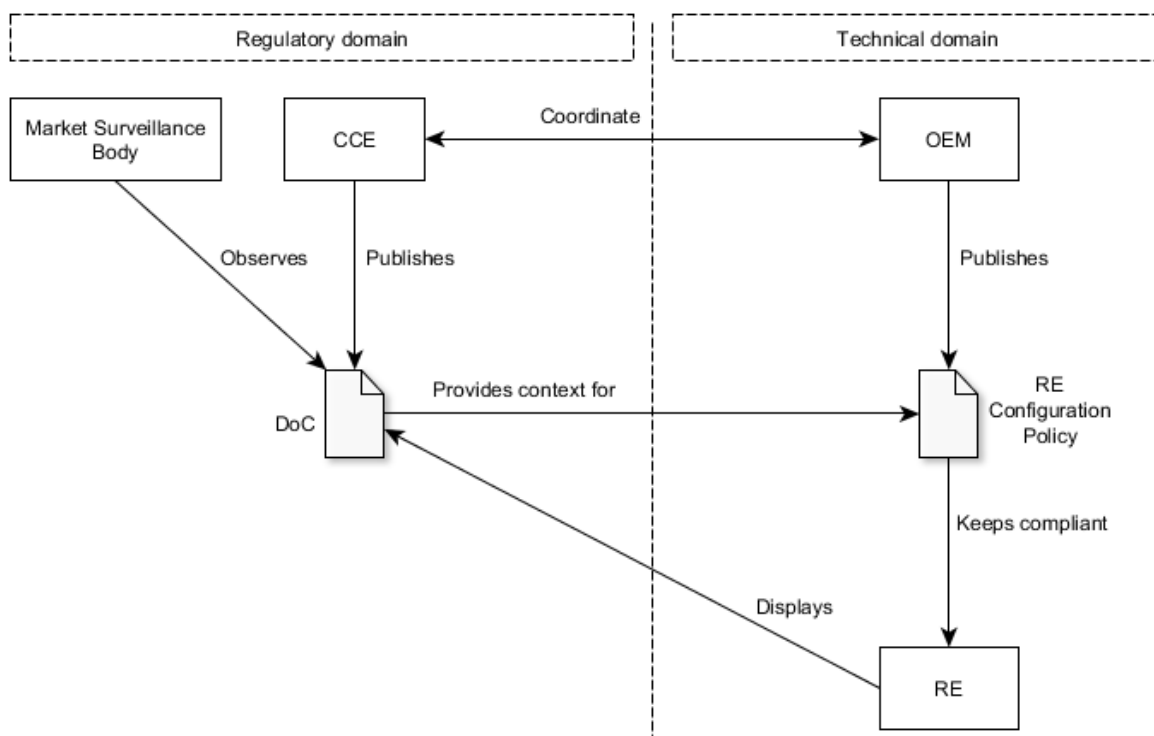 Regulatory domain
Technical domain
Market Surveillance
Body
CCE
Coordinate
OEM
Observes
Publishes
Publishes
DoC
Provides context for
RE
Configuration
Policy
Keeps compliant
Displays
RE